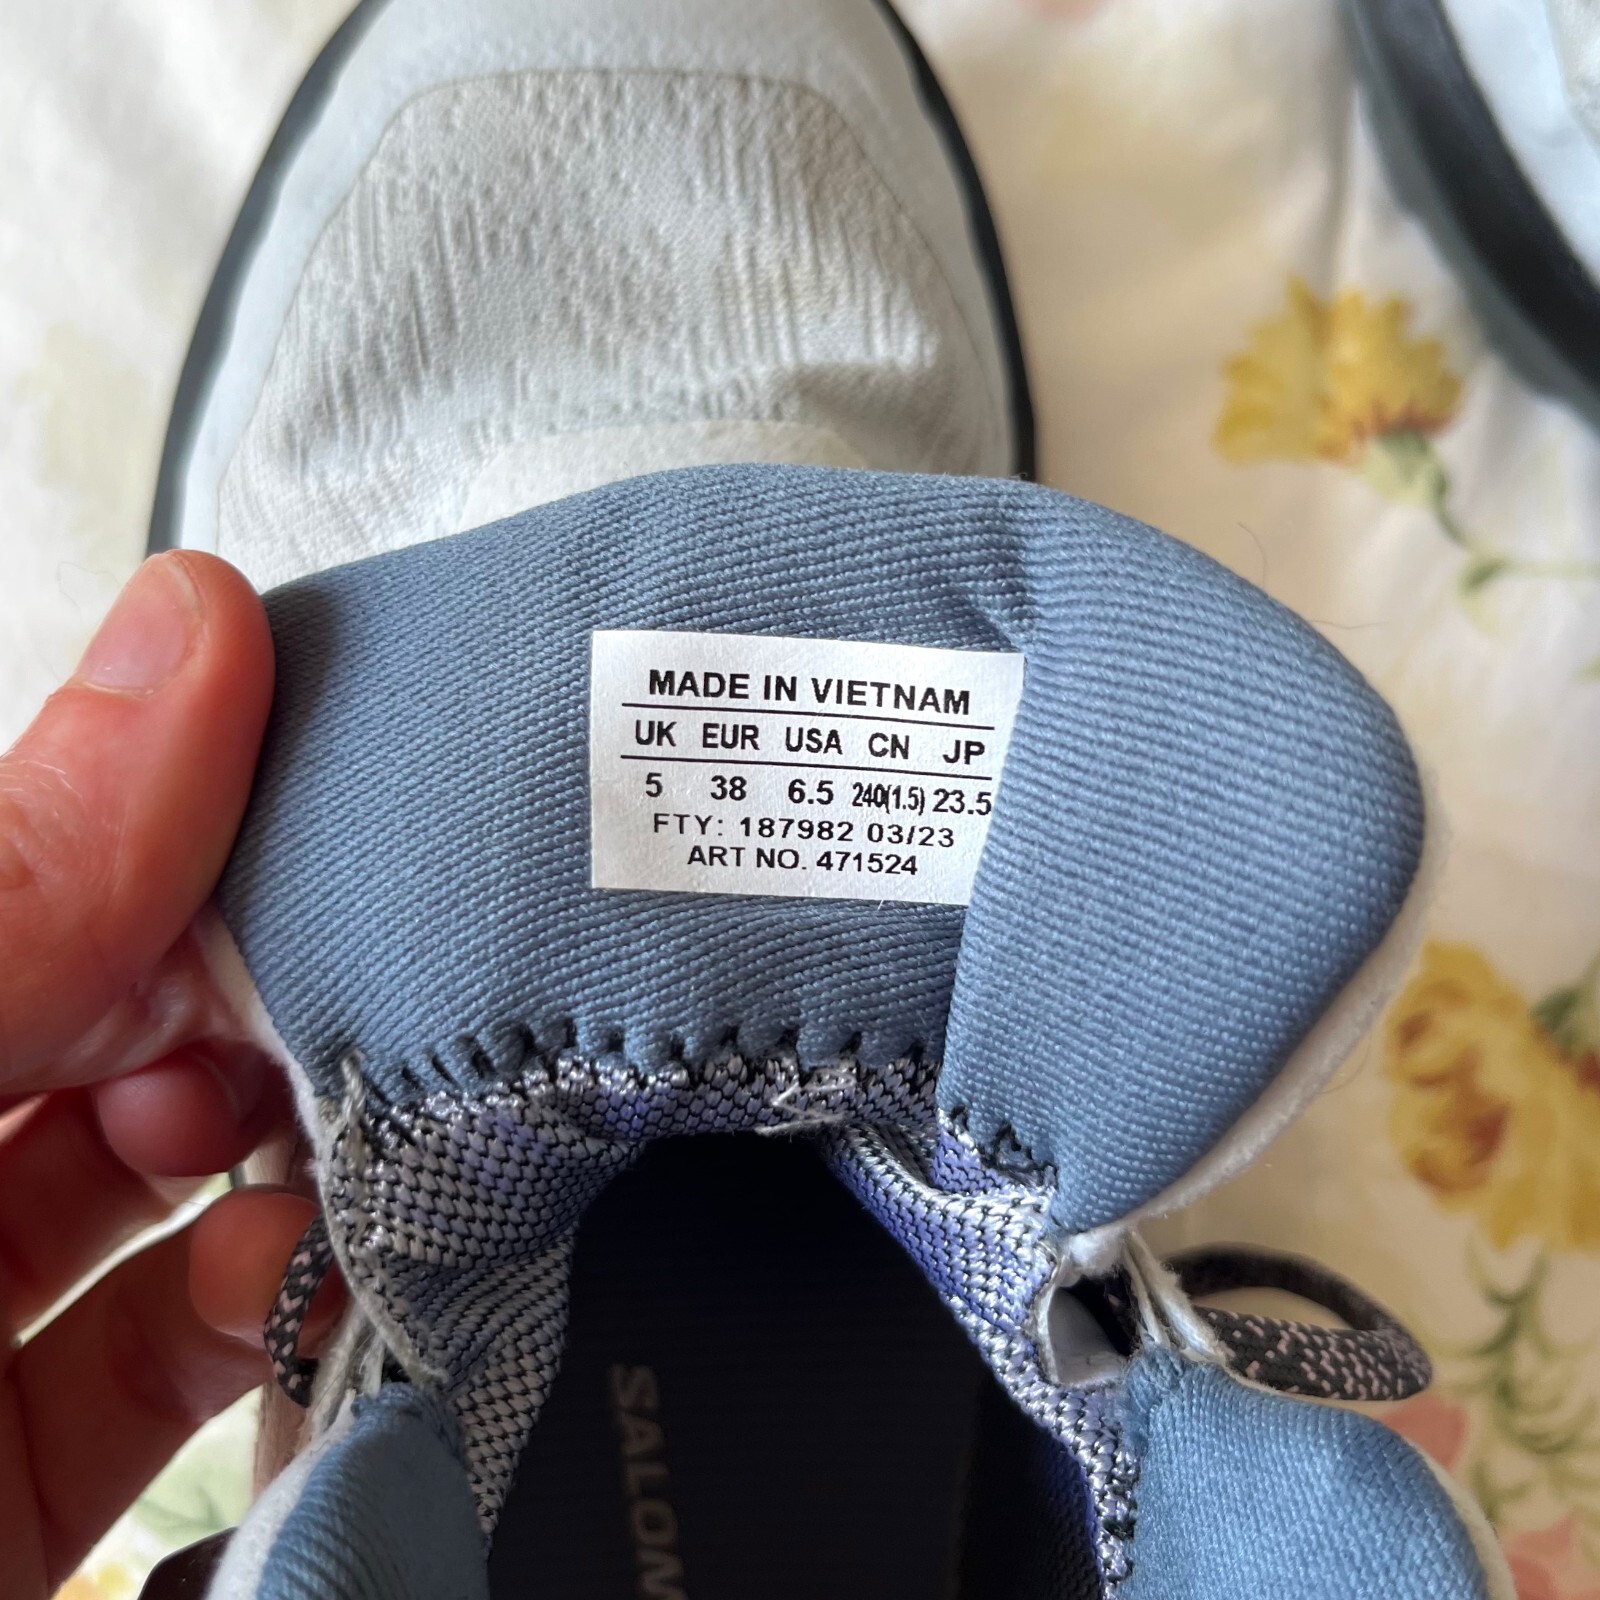 MADE IN VIETNAM
UK EUR USA CN JP
5 38 6.5 240(1.5) 23.5
FTY: 187982 03/23
ART NO. 471524
SALOM